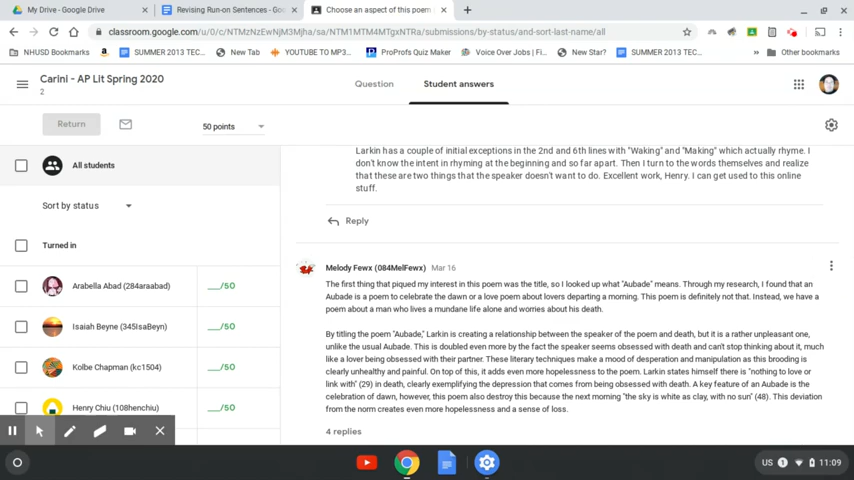 My Drive - Google Drive
Revising Run-on Sentences - Goo
Choose an aspect of this poem
classroom.google.com/u/0/c/NTMzNzEwNjM3Mjha/sa/NTM1MTM4MTgxNTRa/submissions/by-status/and-sort-last-name/all
NHUSD Bookmarks
SUMMER 2013 TEC...
New Tab
YOUTUBE TO MP3...
ProProfs Quiz Maker
Voice Over Jobs | Fi...
New Star?
SUMMER 2013 TEC...
Other bookmarks
Carini - AP Lit Spring 2020
2
Question
Student answers
Return
50 points
All students
Sort by status
Turned in
Arabella Abad (284araabad)
__/50
Isaiah Beyne (345IsaBeyn)
__/50
Kolbe Chapman (kc1504)
__/50
Henry Chiu (108henchiu)
__/50
Larkin has a couple of initial exceptions in the 2nd and 6th lines with "Waking" and "Making" which actually rhyme. I
don't know the intent in rhyming at the beginning and so far apart. Then I turn to the words themselves and realize
that these are two things that the speaker doesn't want to do. Excellent work, Henry. I can get used to this online
stuff.
Reply
Melody Fewx (084MelFewx) Mar 16
The first thing that piqued my interest in this poem was the title, so I looked up what "Aubade" means. Through my research, I found that an
Aubade is a poem to celebrate the dawn or a love poem about lovers departing a morning. This poem is definitely not that. Instead, we have a
poem about a man who lives a mundane life alone and worries about his death.
By titling the poem "Aubade," Larkin is creating a relationship between the speaker of the poem and death, but it is a rather unpleasant one,
unlike the usual Aubade. This is doubled even more by the fact the speaker seems obsessed with death and can't stop thinking about it, much
like a lover being obsessed with their partner. These literary techniques make a mood of desperation and manipulation as this brooding is
clearly unhealthy and painful. On top of this, it adds even more hopelessness to the poem. Larkin states himself there is "nothing to love or
link with" (29) in death, clearly exemplifying the depression that comes from being obsessed with death. A key feature of an Aubade is the
celebration of dawn, however, this poem also destroy this because the next morning "the sky is white as clay, with no sun" (48). This deviation
from the norm creates even more hopelessness and a sense of loss.
4 replies
US
1
11:09